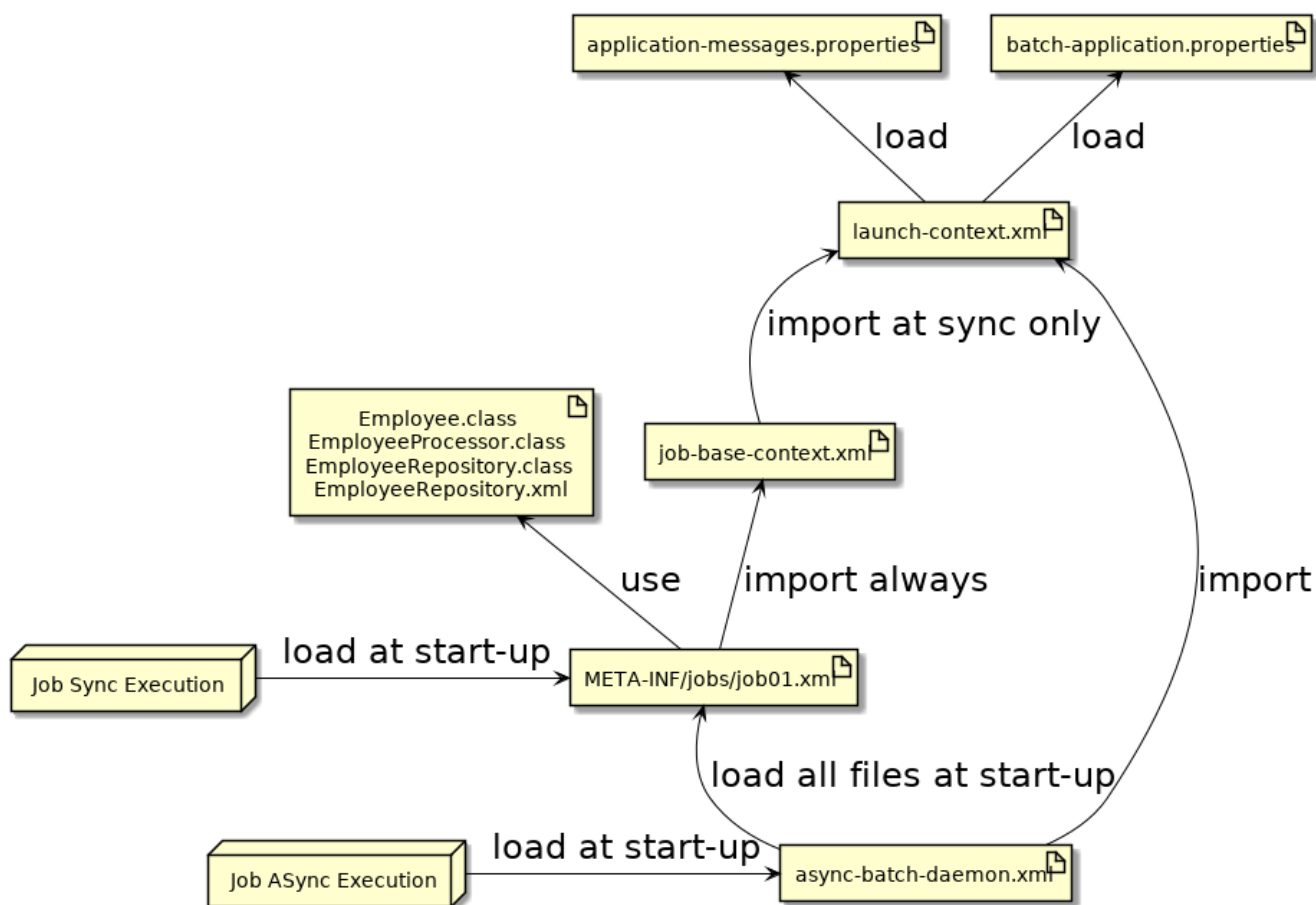 application-messages.properties
batch-application.properties
load
load
launch-context.xml
import at sync only
Employee.class
EmployeeProcessor.class
EmployeeRepository.class
EmployeeRepository.xml
job-base-context.xml
use
import always
import
load at start-up
Job Sync Execution
META-INF/jobs/job01.xml
load all files at start-up
load at start-up
Job ASync Execution
async-batch-daemon.xml